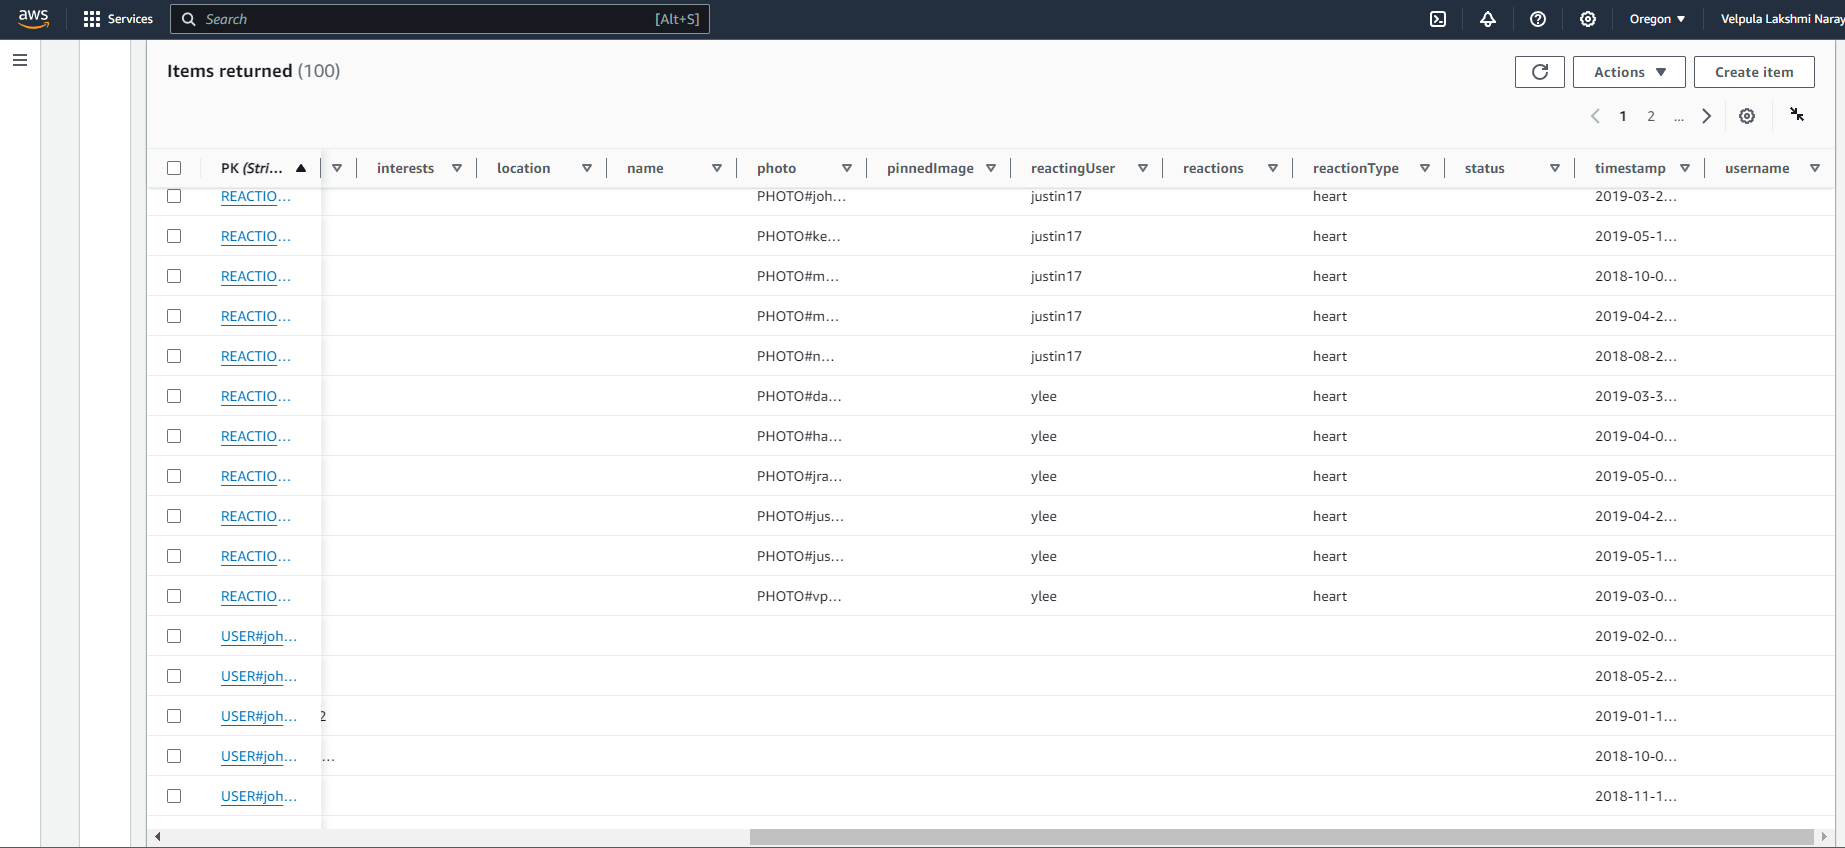 aws Services Search [Alt+S] Oregon Velpula Lakshmi Naray
Items returned (100) Actions Create item
1 2 ...
PK (Stri... interests location name photo pinnedImage reactingUser reactions reactionType status timestamp username
REACTIO... PHOTO#joh... justin17 heart 2019-03-2...
REACTIO... PHOTO#ke... justin17 heart 2019-05-1...
REACTIO... PHOTO#m... justin17 heart 2018-10-0...
REACTIO... PHOTO#m... justin17 heart 2019-04-2...
REACTIO... PHOTO#n... justin17 heart 2018-08-2...
REACTIO... PHOTO#da... ylee heart 2019-03-3...
REACTIO... PHOTO#ha... ylee heart 2019-04-0...
REACTIO... PHOTO#jra... ylee heart 2019-05-0...
REACTIO... PHOTO#jus... ylee heart 2019-04-2...
REACTIO... PHOTO#jus... ylee heart 2019-05-1...
REACTIO... PHOTO#vp... ylee heart 2019-03-0...
USER#joh... 2019-02-0...
USER#joh... 2018-05-2...
USER#joh... 2 2019-01-1...
USER#joh... ... 2018-10-0...
USER#joh... 2018-11-1...